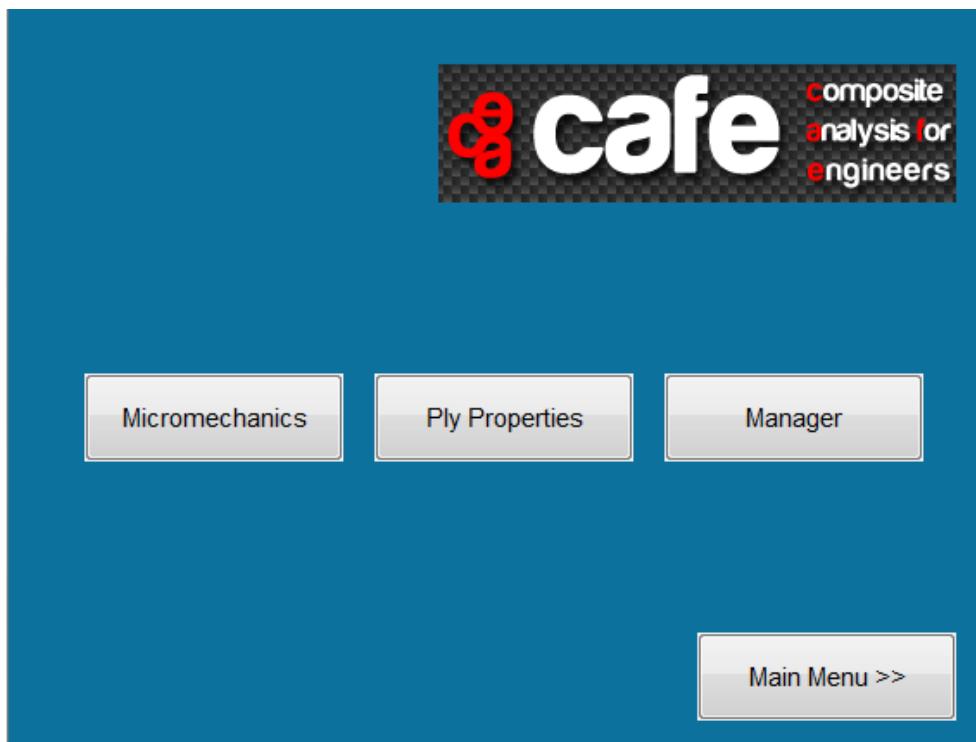 cafe
composite
analysis for
engineers
Micromechanics
Ply Properties
Manager
Main Menu >>